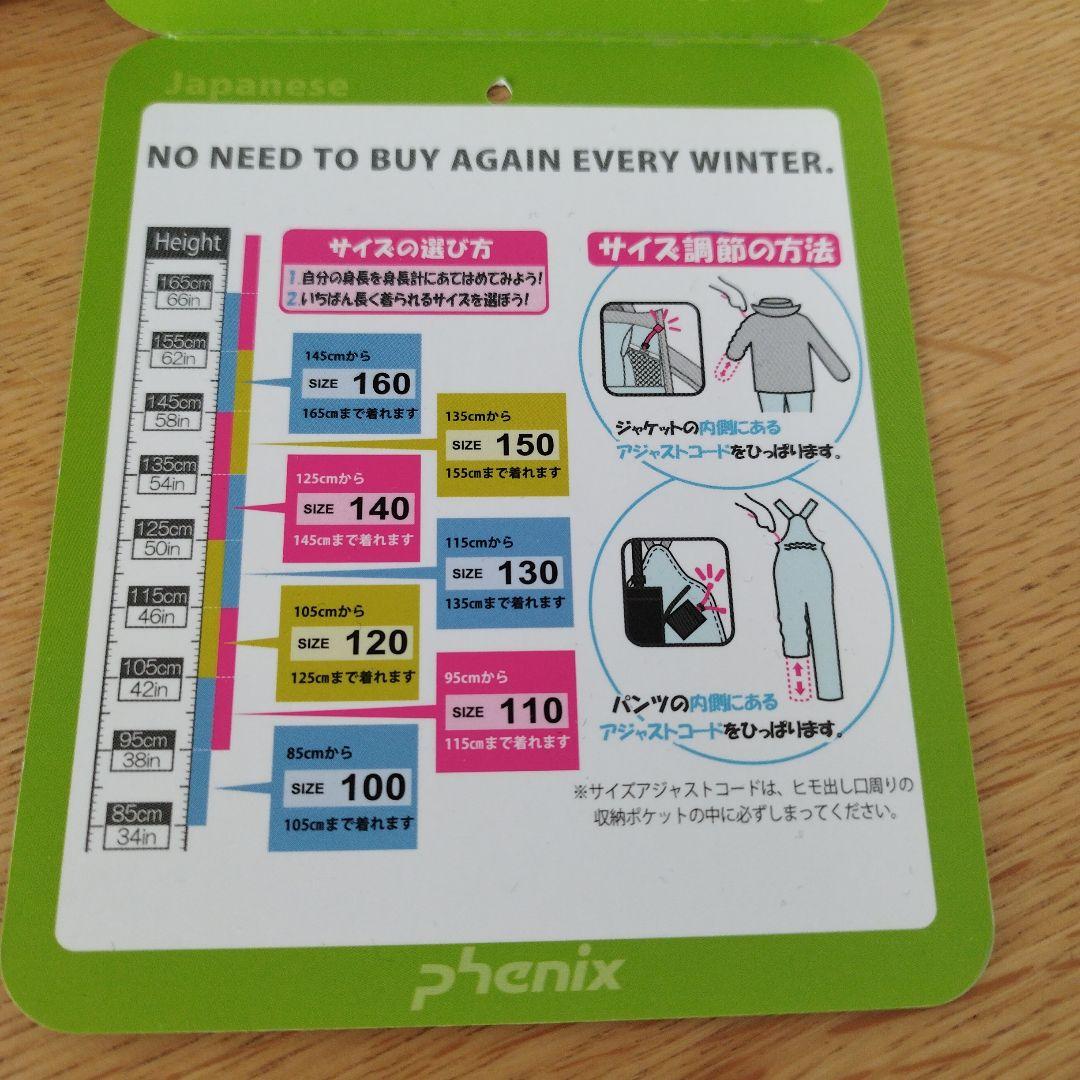 Japanese
NO NEED TO BUY AGAIN EVERY WINTER.
Height
165cm
66in
155cm
62in
145cm
58in
135cm
54in
125cm
50in
115cm
46in
105cm
42in
95cm
38in
85cm
34in
サイズの選び方
1.自分の身長を身長計にあてはめてみよう!
2.いちばん長く着られるサイズを選ぼう!
145cmから
SIZE 160
165cmまで着れます
135cmから
SIZE 150
155cmまで着れます
125cmから
SIZE 140
145cmまで着れます
115cmから
SIZE 130
135cmまで着れます
105cmから
SIZE 120
125cmまで着れます
95cmから
SIZE 110
115cmまで着れます
85cmから
SIZE 100
105cmまで着れます
サイズ調節の方法
ジャケットの内側にある
アジャストコードをひっぱります。
パンツの内側にある
アジャストコードをひっぱります。
※サイズアジャストコードは、ヒモ出し口周りの
収納ポケットの中に必ずしまってください。
phenix